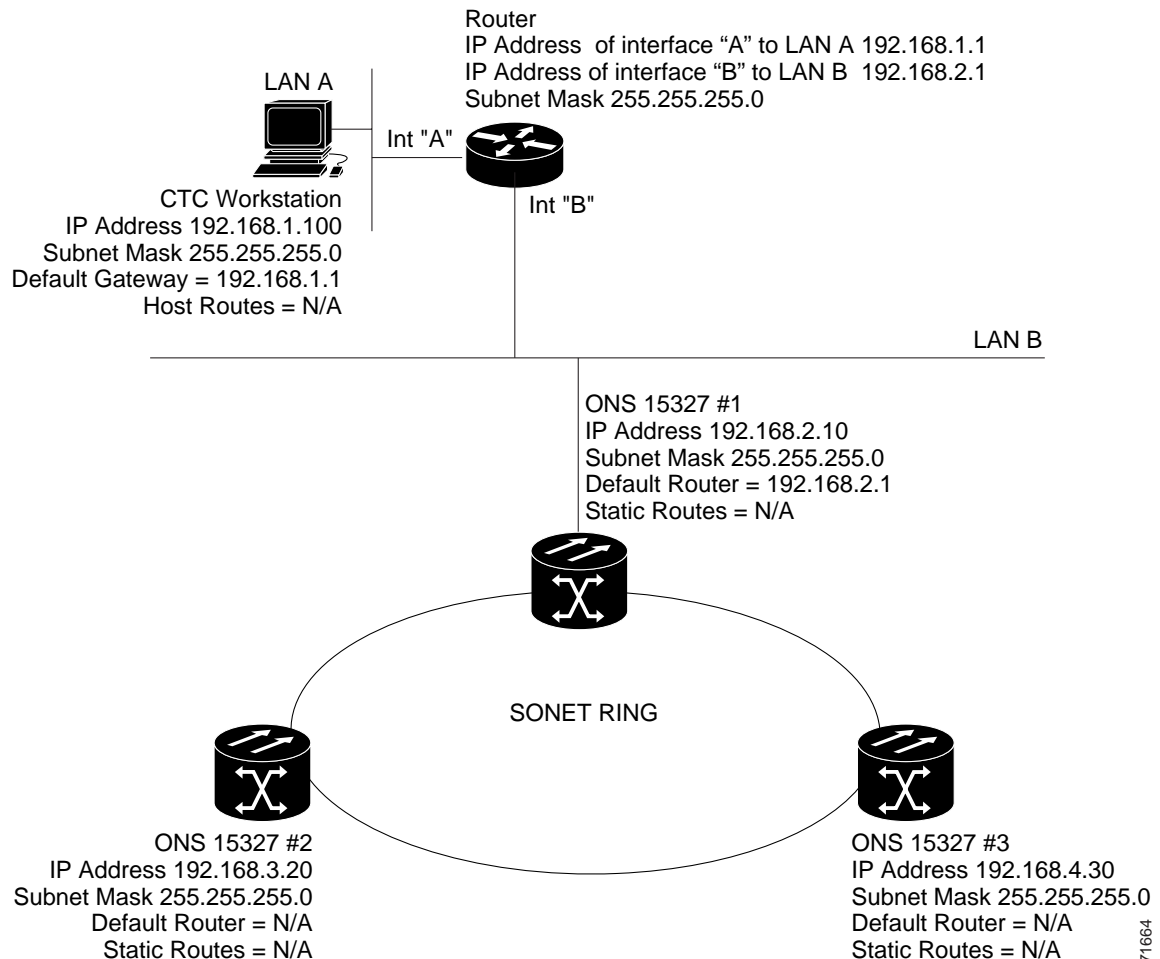 Router
IP Address of interface “A” to LAN A 192.168.1.1
IP Address of interface “B” to LAN B 192.168.2.1
Subnet Mask 255.255.255.0
LAN A
Int "A"
CTC Workstation
IP Address 192.168.1.100
Subnet Mask 255.255.255.0
Default Gateway = 192.168.1.1
Host Routes = N/A
Int "B"
LAN B
ONS 15327 #1
IP Address 192.168.2.10
Subnet Mask 255.255.255.0
Default Router = 192.168.2.1
Static Routes = N/A
SONET RING
ONS 15327 #2
IP Address 192.168.3.20
Subnet Mask 255.255.255.0
Default Router = N/A
Static Routes = N/A
ONS 15327 #3
IP Address 192.168.4.30
Subnet Mask 255.255.255.0
Default Router = N/A
Static Routes = N/A
71664